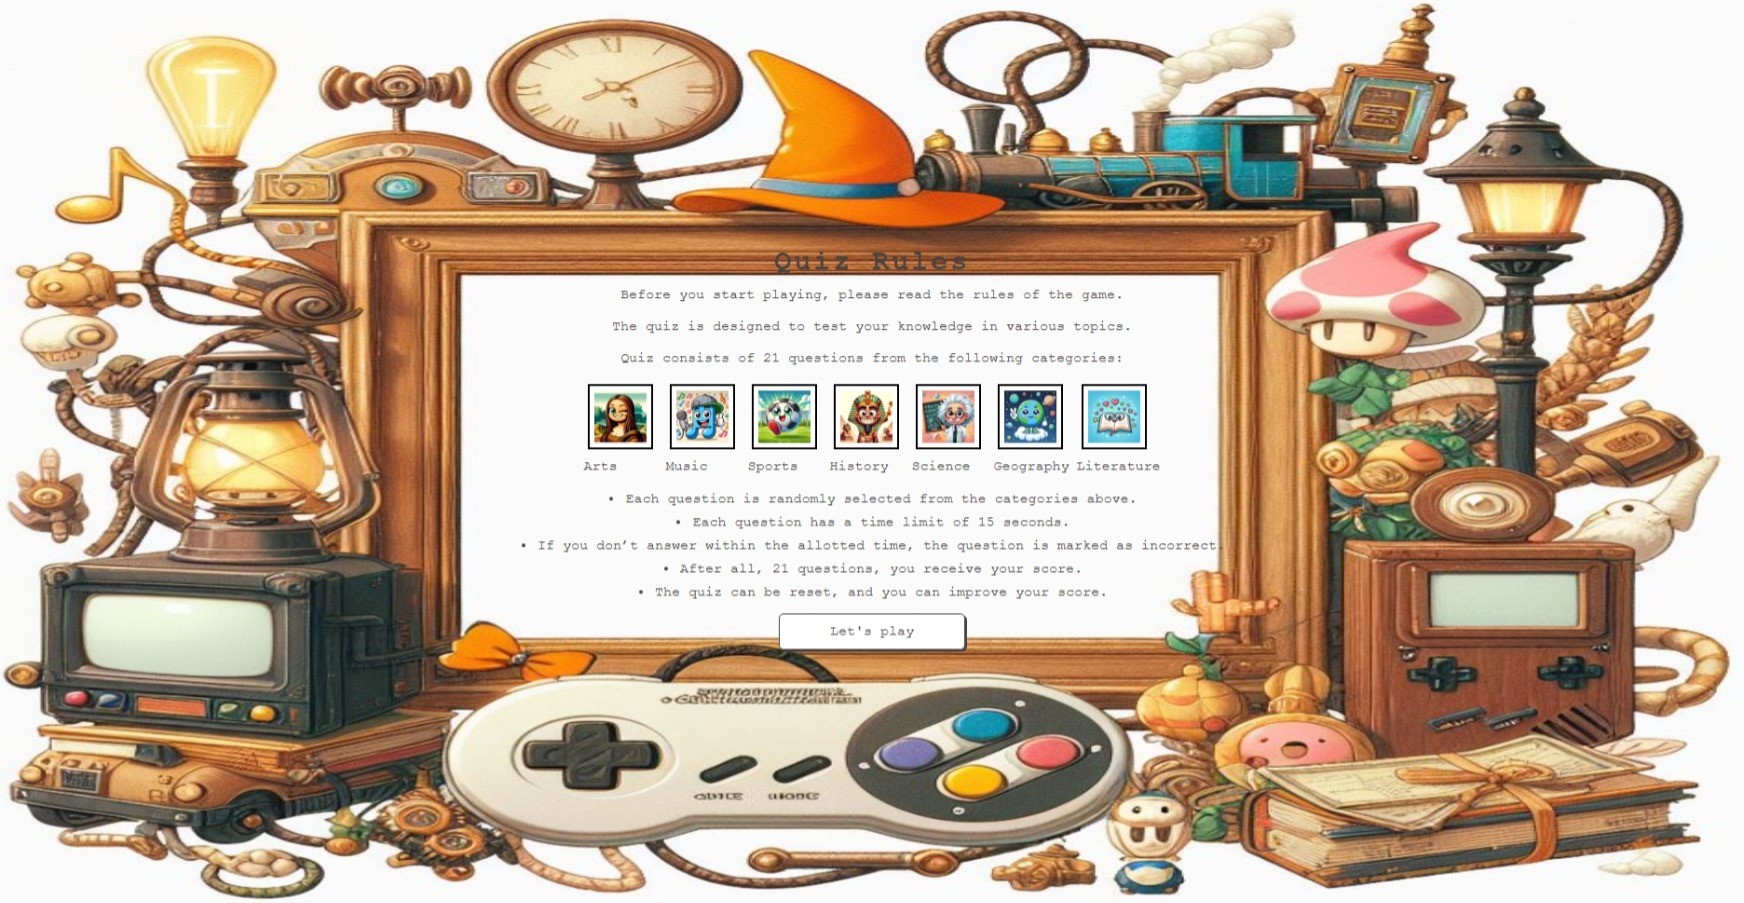 Quiz Rules
Before you start playing, please read the rules of the game.
The quiz is designed to test your knowledge in various topics.
Quiz consists of 21 questions from the following categories:
Arts Music Sports History Science Geography Literature
• Each question is randomly selected from the categories above.
• Each question has a time limit of 15 seconds.
• If you don’t answer within the allotted time, the question is marked as incorrect.
• After all, 21 questions, you receive your score.
• The quiz can be reset, and you can improve your score.
Let's play